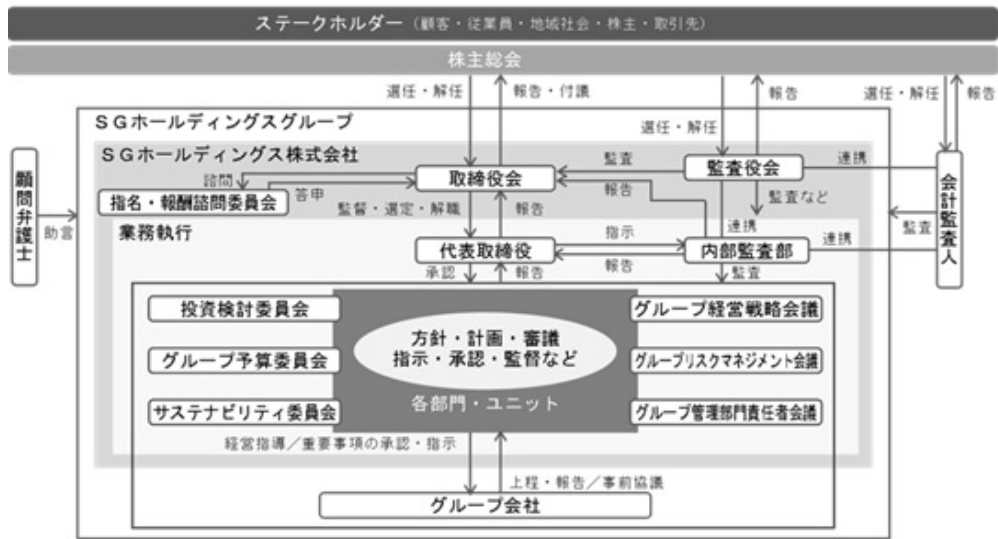 ステークホルダー（顧客・従業員・地域社会・株主・取引先）
株主総会
選任・解任
報告・付議
選任・解任
報告
選任・解任
報告
SGホールディングスグループ
SGホールディングス株式会社
顧問弁護士
助言
諮問
答申
指名・報酬諮問委員会
取締役会
監査
監査役会
連携
会計監査人
監査
報告
監査など
連携
監督・選定・解職
報告
業務執行
代表取締役
指示
報告
内部監査部
連携
承認
報告
監査
投資検討委員会
グループ予算委員会
サステナビリティ委員会
方針・計画・審議
指示・承認・監督など
各部門・ユニット
グループ経営戦略会議
グループリスクマネジメント会議
グループ管理部門責任者会議
経営指導／重要事項の承認・指示
上程・報告／事前協議
グループ会社